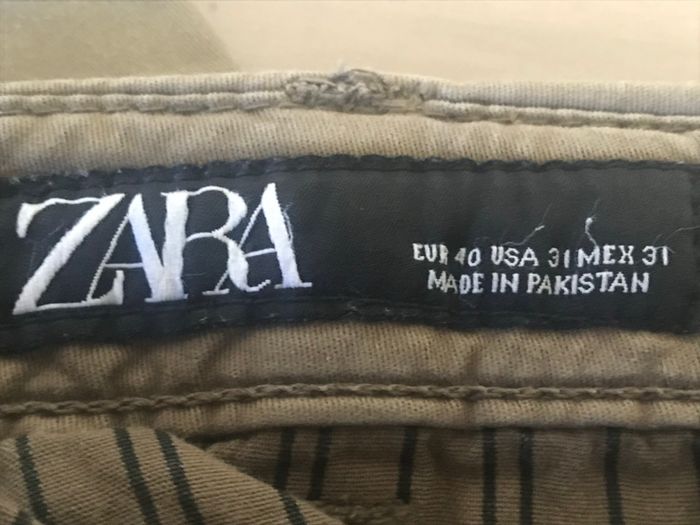 ZARA
EUR 40 USA 31 MEX 31
MADE IN PAKISTAN